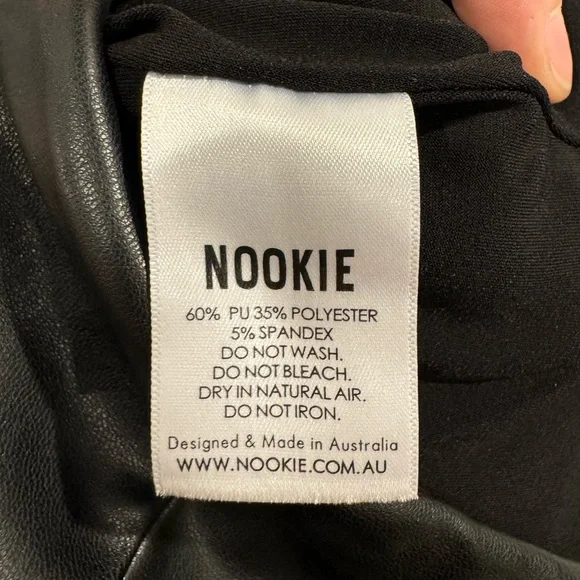 NOOKIE
60% PU 35% POLYESTER
5% SPANDEX
DO NOT WASH.
DO NOT BLEACH.
DRY IN NATURAL AIR.
DO NOT IRON.
Designed & Made in Australia
WWW.NOOKIE.COM.AU